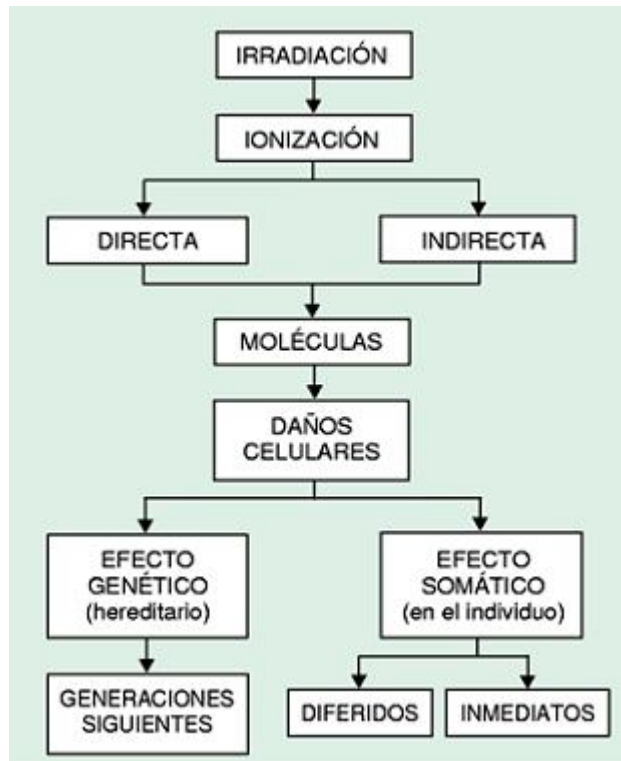 IRRADIACIÓN
IONIZACIÓN
DIRECTA
INDIRECTA
MOLÉCULAS
DAÑOS
CELULARES
EFECTO
GENÉTICO
(hereditario)
EFECTO
SOMÁTICO
(en el individuo)
GENERACIONES
SIGUIENTES
DIFERIDOS
INMEDIATOS